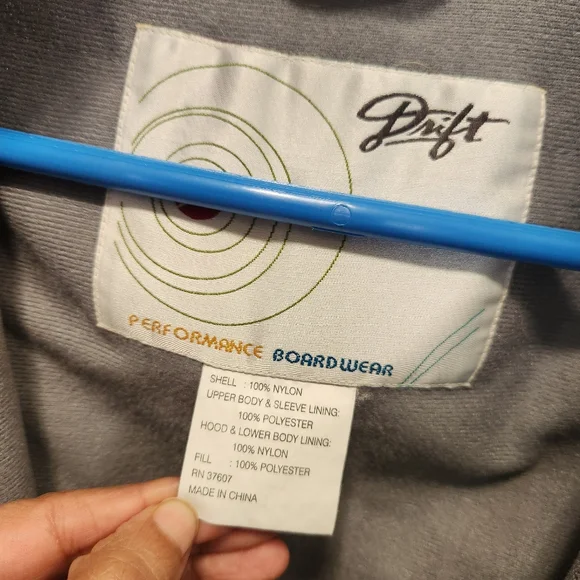 Drift
PERFORMANCE BOARDWEAR
SHELL : 100% NYLON
UPPER BODY & SLEEVE LINING:
100% POLYESTER
HOOD & LOWER BODY LINING:
100% NYLON
FILL : 100% POLYESTER
RN 37607
MADE IN CHINA